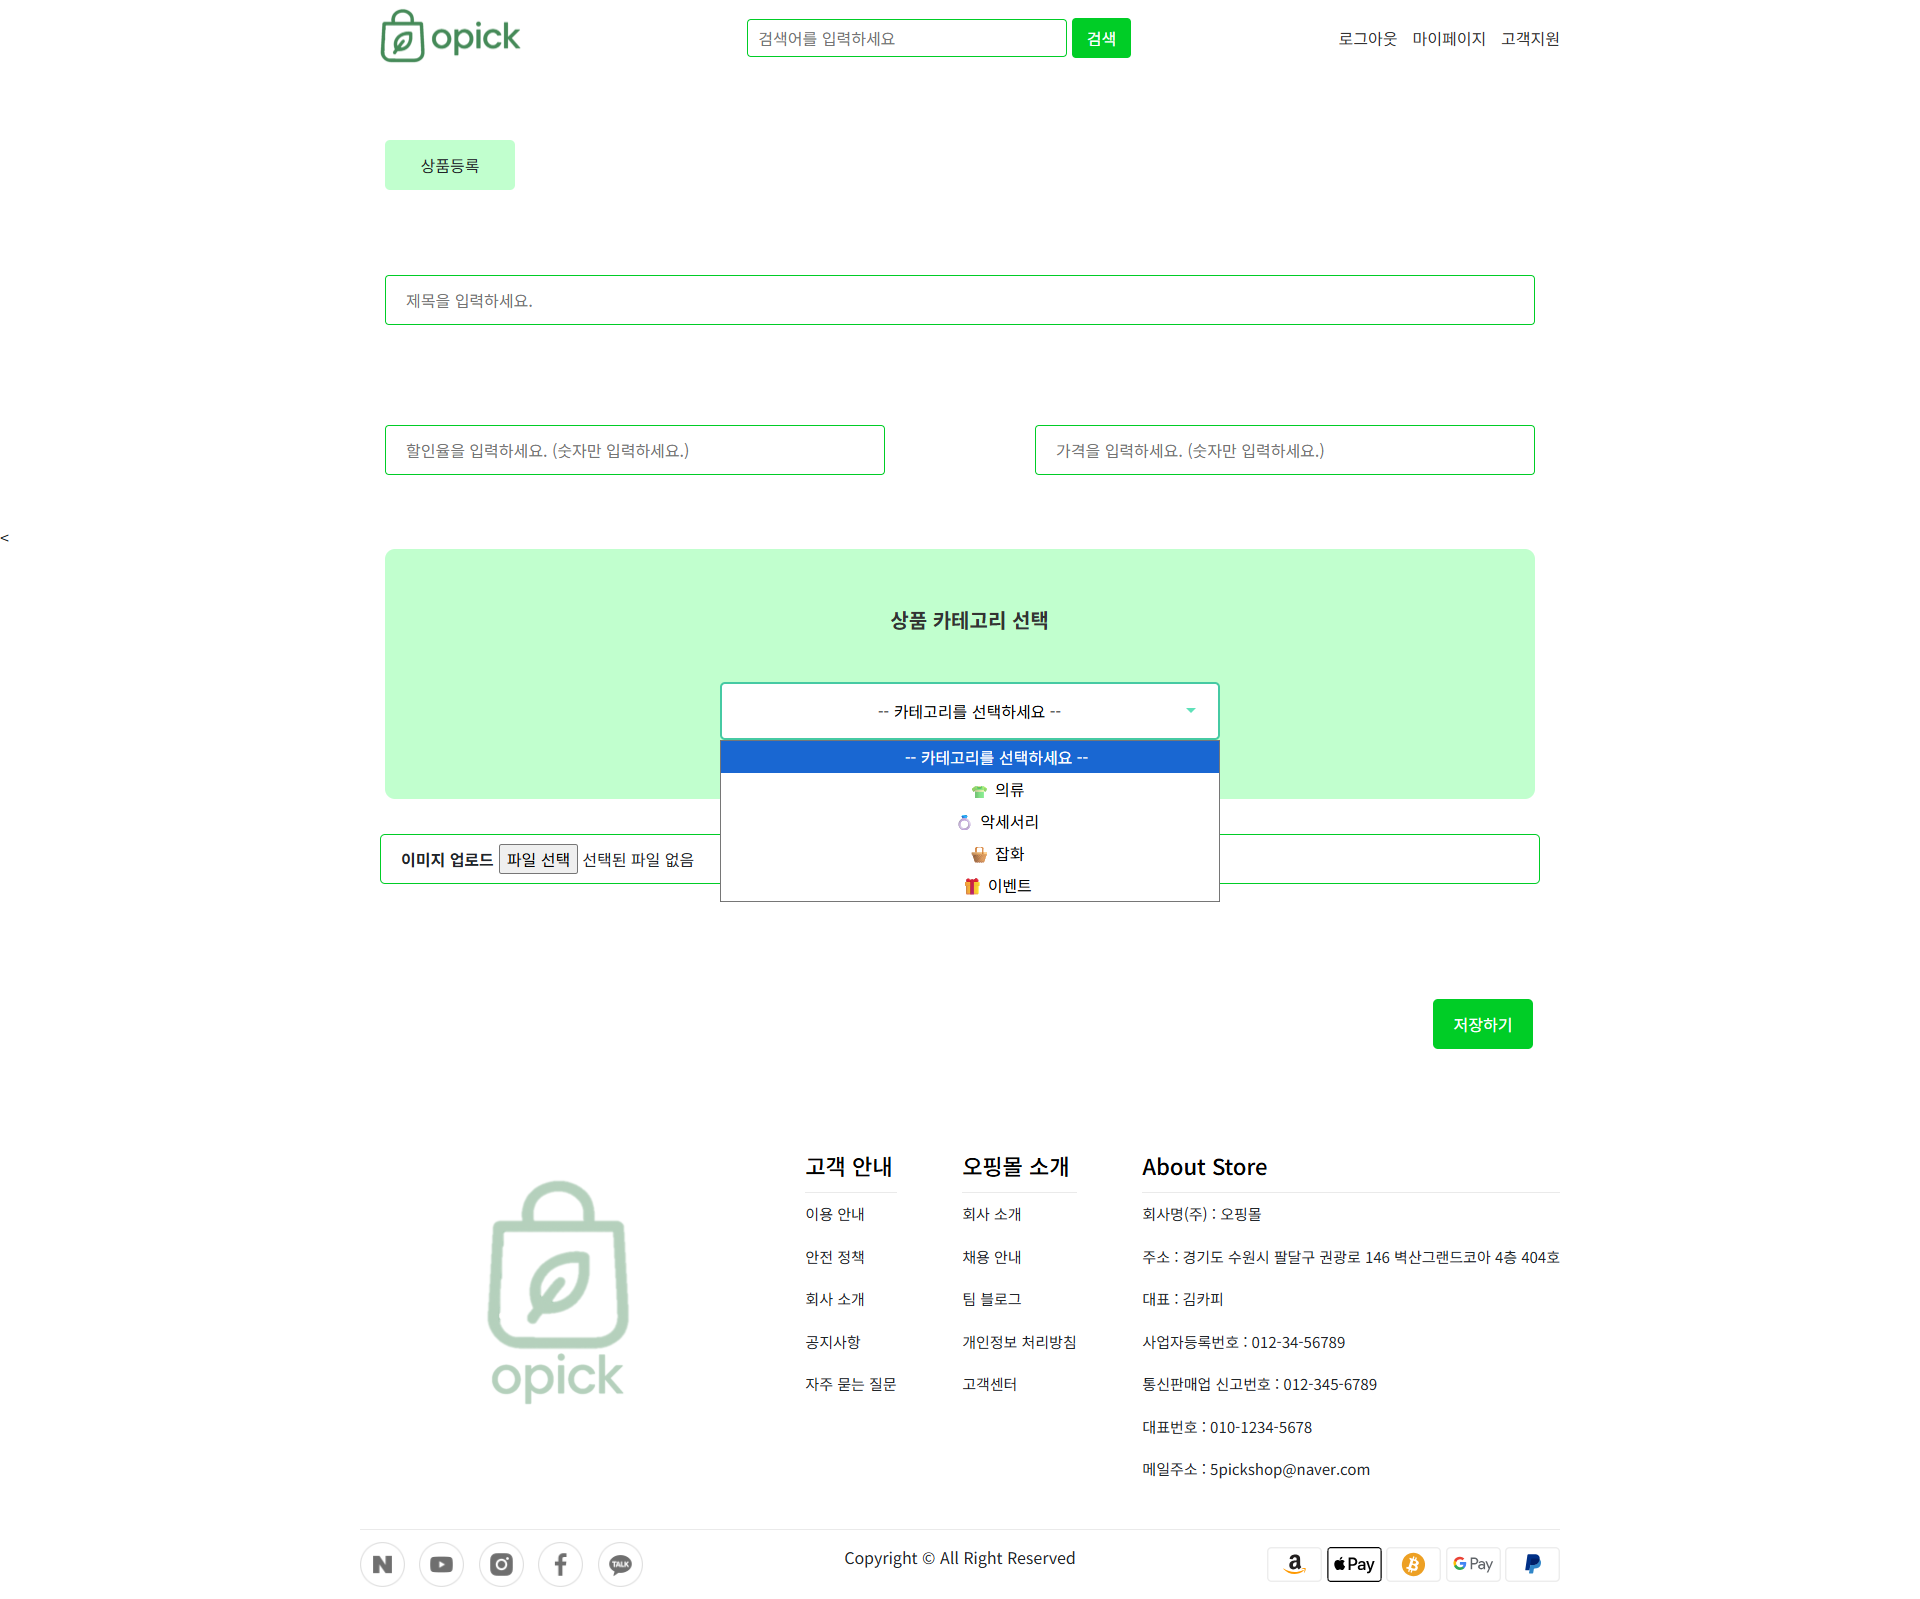 opick
검색어를 입력하세요 검색
로그아웃 마이페이지 고객지원
상품등록
제목을 입력하세요.
할인율을 입력하세요. (숫자만 입력하세요.)
가격을 입력하세요. (숫자만 입력하세요.)
<
상품 카테고리 선택
-- 카테고리를 선택하세요 --
-- 카테고리를 선택하세요 --
의류
악세서리
잡화
이벤트
이미지 업로드 파일 선택 선택된 파일 없음
저장하기
opick
고객 안내
이용 안내
안전 정책
회사 소개
공지사항
자주 묻는 질문
오핑몰 소개
회사 소개
채용 안내
팀 블로그
개인정보 처리방침
고객센터
About Store
회사명(주) : 오핑몰
주소 : 경기도 수원시 팔달구 권광로 146 벽산그랜드코아 4층 404호
대표 : 김카피
사업자등록번호 : 012-34-56789
통신판매업 신고번호 : 012-345-6789
대표번호 : 010-1234-5678
메일주소 : 5pickshop@naver.com
N
TALK
Copyright © All Right Reserved
a
Pay
G Pay